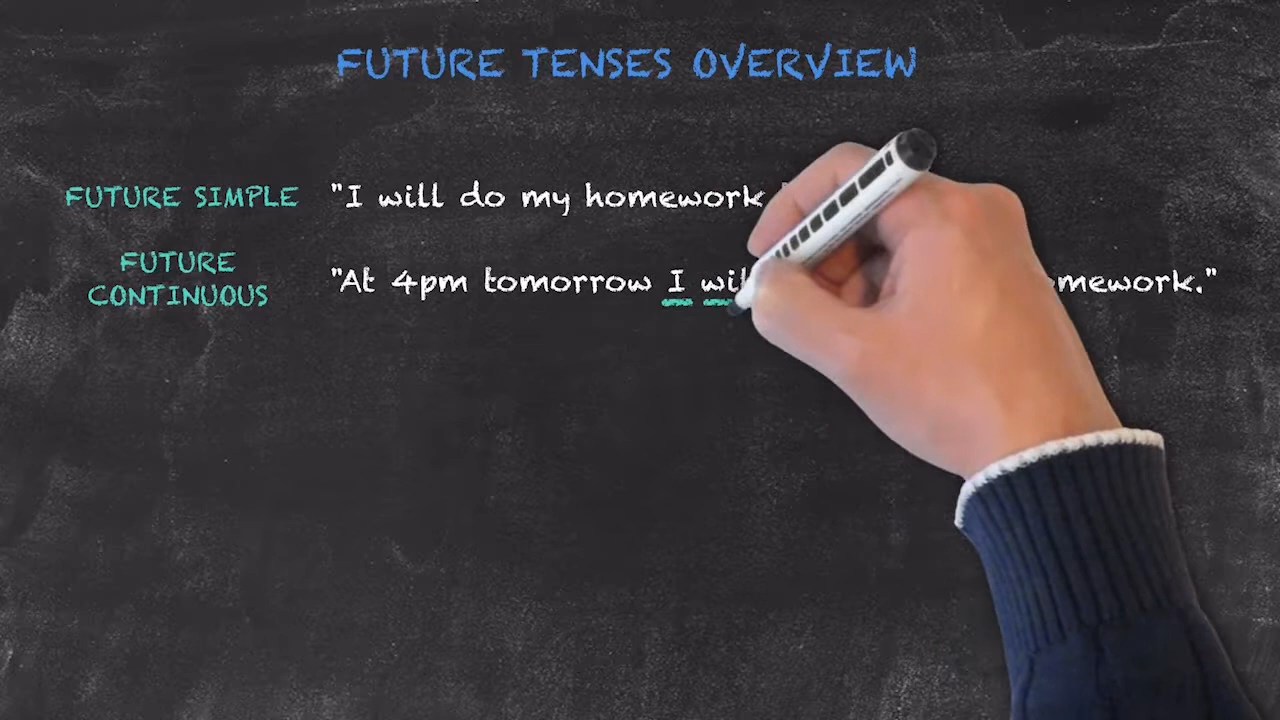 FUTURE TENSES OVERVIEW
FUTURE SIMPLE "I will do my homework
FUTURE
CONTINUOUS
"At 4pm tomorrow I